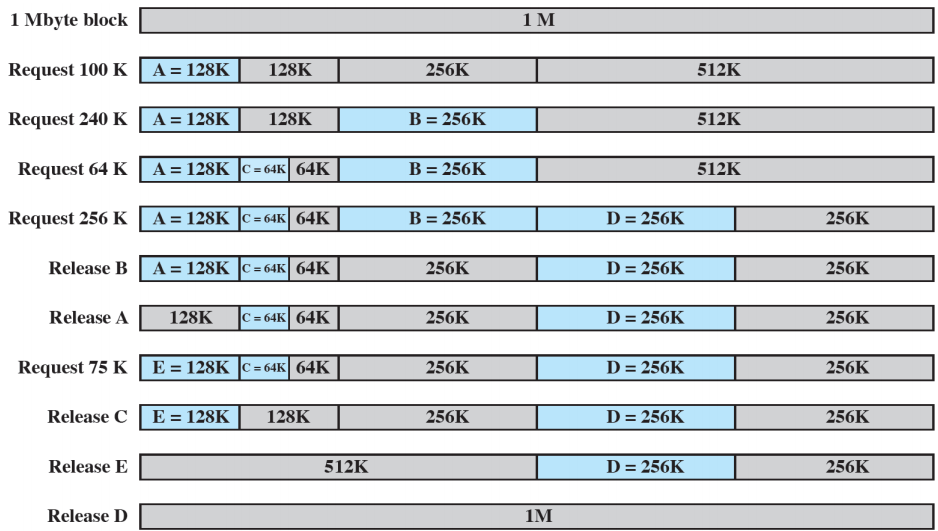 1 Mbyte block 1 M
Request 100 K A = 128K 128K 256K 512K
Request 240 K A = 128K 128K B = 256K 512K
Request 64 K A = 128K C = 64K 64K B = 256K 512K
Request 256 K A = 128K C = 64K 64K B = 256K D = 256K 256K
Release B A = 128K C = 64K 64K 256K D = 256K 256K
Release A 128K C = 64K 64K 256K D = 256K 256K
Request 75 K E = 128K C = 64K 64K 256K D = 256K 256K
Release C E = 128K 128K 256K D = 256K 256K
Release E 512K D = 256K 256K
Release D 1M